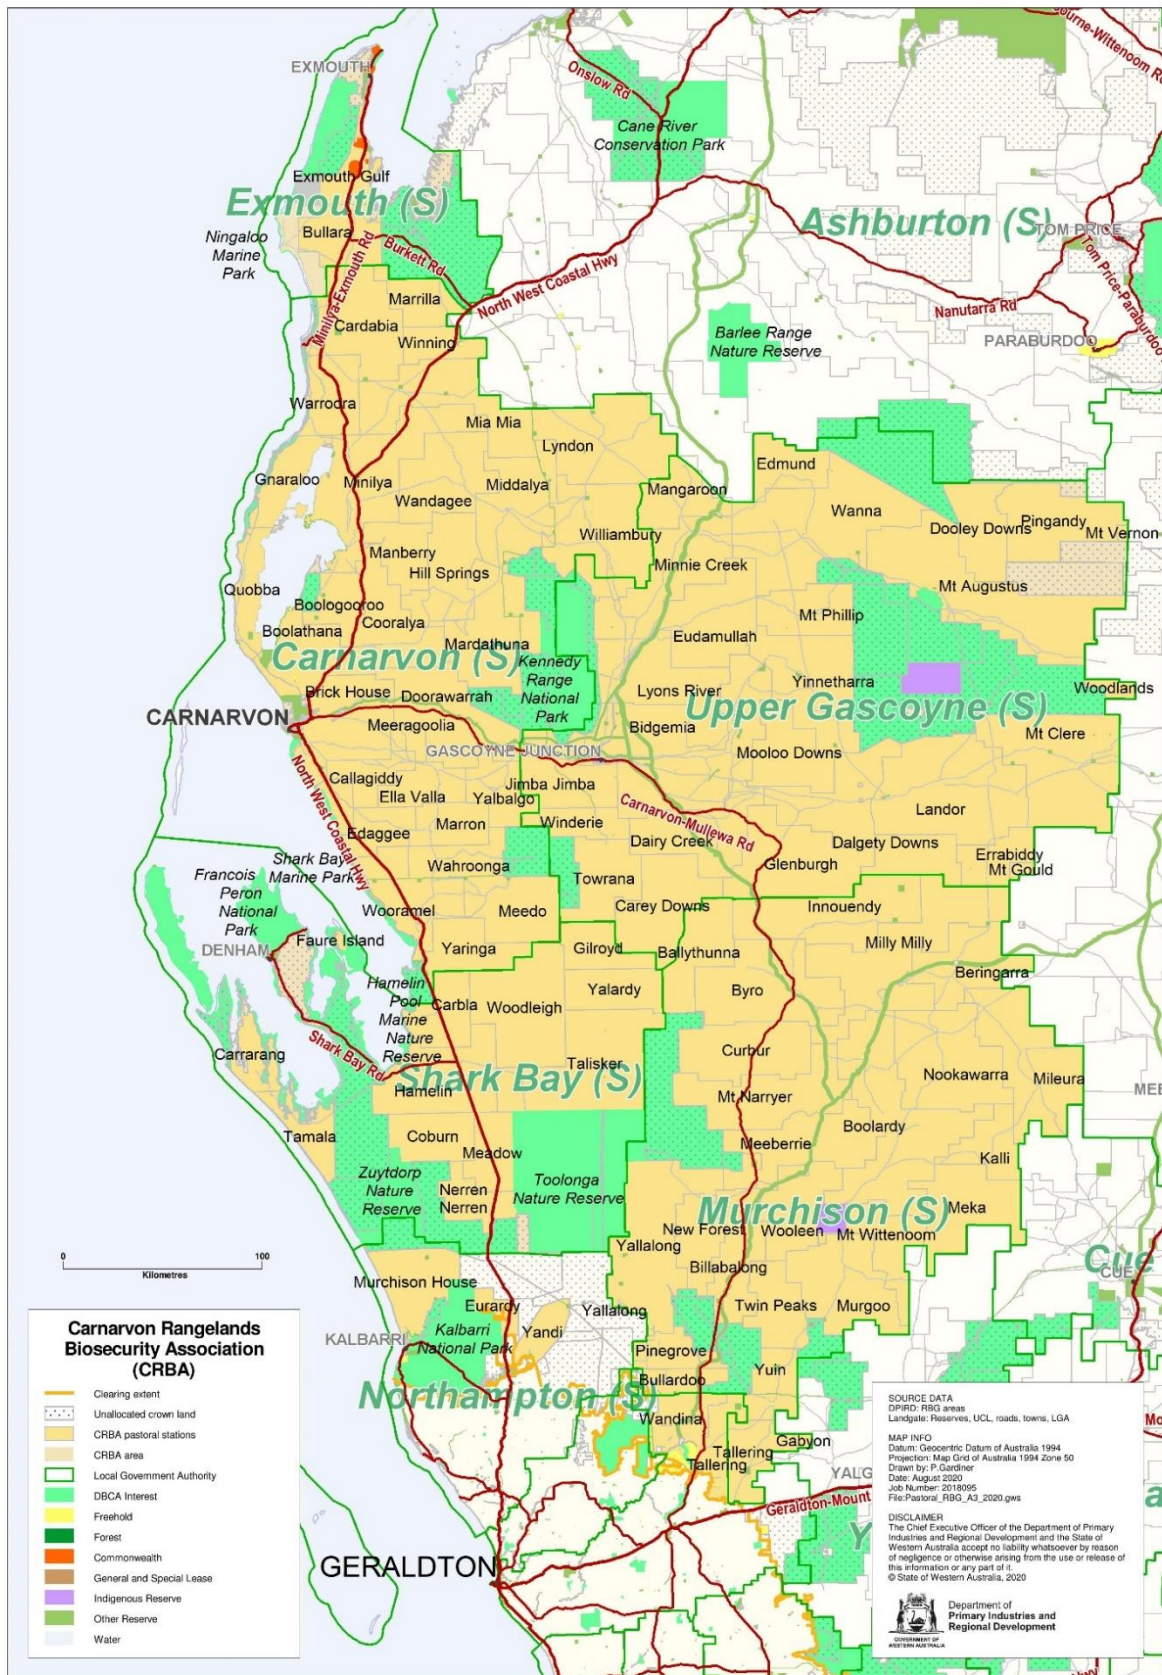 EXMOUTH
Onslow Rd
ourne-Wittenoom R
Cane River
Conservation Park
Exmouth Gulf
Exmouth (S)
Ashburton (S)
TOM PRICE
Ningaloo
Marine
Park
Bullara
Burkett Rd
Minilya-Exmouth Rd
North West Coastal Hwy
Tom Price-Paraburdoo
Nanutarra Rd
Marrilla
Cardabia
Winning
Barlee Range
Nature Reserve
PARABURDOO
Warroora
Mia Mia
Lyndon
Edmund
Gnaraloo
Minilya
Middalya
Mangaroon
Wandagee
Wanna
Pingandy
Dooley Downs
Mt Vernon
Williambury
Manberry
Hill Springs
Minnie Creek
Quobba
Mt Augustus
Boologooroo
Mt Phillip
Cooralya
Boolathana
Mardathuna
Eudamullah
Carnarvon (S)
Kennedy
Range
National
Park
Brick House
Doorawarrah
Lyons River
Yinnetharra
Woodlands
Upper Gascoyne (S)
CARNARVON
Meeragoolia
Bidgemia
Mt Clere
GASCOYNE JUNCTION
Mooloo Downs
North West Coastal Hwy
Callagiddy
Jimba Jimba
Ella Valla
Yalbalgo
Carnarvon-Mullewa Rd
Landor
Edaggee
Marron
Winderie
Dairy Creek
Dalgety Downs
Shark Bay
Marine Park
Wahroonga
Glenburgh
Errabiddy
Mt Gould
Francois
Peron
National
Park
Towrana
Wooramel
Meedo
Carey Downs
Innouendy
DENHAM
Faure Island
Yaringa
Gilroyd
Ballythunna
Milly Milly
Beringarra
Hamelin
Pool
Marine
Nature
Reserve
Carbla
Woodleigh
Yalardy
Byro
Carrarang
Shark Bay Rd
Talisker
Curbur
Shark Bay (S)
Nookawarra
Mileura
MEE
Hamelin
Mt Narryer
Tamala
Coburn
Boolardy
Meadow
Meeberrie
Kalli
Zuytdorp
Nature
Reserve
Toolonga
Nature Reserve
Nerren
Nerren
Murchison (S)
Meka
New Forest
Wooleen
Mt Wittenoom
Yallalong
Billabalong
Cue
CUE
0
100
Kilometres
Murchison House
Eurardy
Yallalong
Twin Peaks
Murgoo
KALBARRI
Kalbarri
National Park
Yandi
Pinegrove
Bullardoo
Yuin
Northampton (S)
Wandina
Gabyon
Tallering
Tallering
YALG
Mo
Geraldton-Mount
Y
a
GERALDTON
Hwy
Carnarvon Rangelands
Biosecurity Association
(CRBA)
Clearing extent
Unallocated crown land
CRBA pastoral stations
CRBA area
Local Government Authority
DBCA Interest
Freehold
Forest
Commonwealth
General and Special Lease
Indigenous Reserve
Other Reserve
Water
SOURCE DATA
DPIRD: RBG areas
Landgate: Reserves, UCL, roads, towns, LGA
MAP INFO
Datum: Geocentric Datum of Australia 1994
Projection: Map Grid of Australia 1994 Zone 50
Drawn by: P.Gardiner
Date: August 2020
Job Number: 2018095
File:Pastoral_RBG_A3_2020.gws
DISCLAIMER
The Chief Executive Officer of the Department of Primary
Industries and Regional Development and the State of
Western Australia accept no liability whatsoever by reason
of negligence or otherwise arising from the use or release of
this information or any part of it.
© State of Western Australia, 2020
GOVERNMENT OF
WESTERN AUSTRALIA
Department of
Primary Industries and
Regional Development